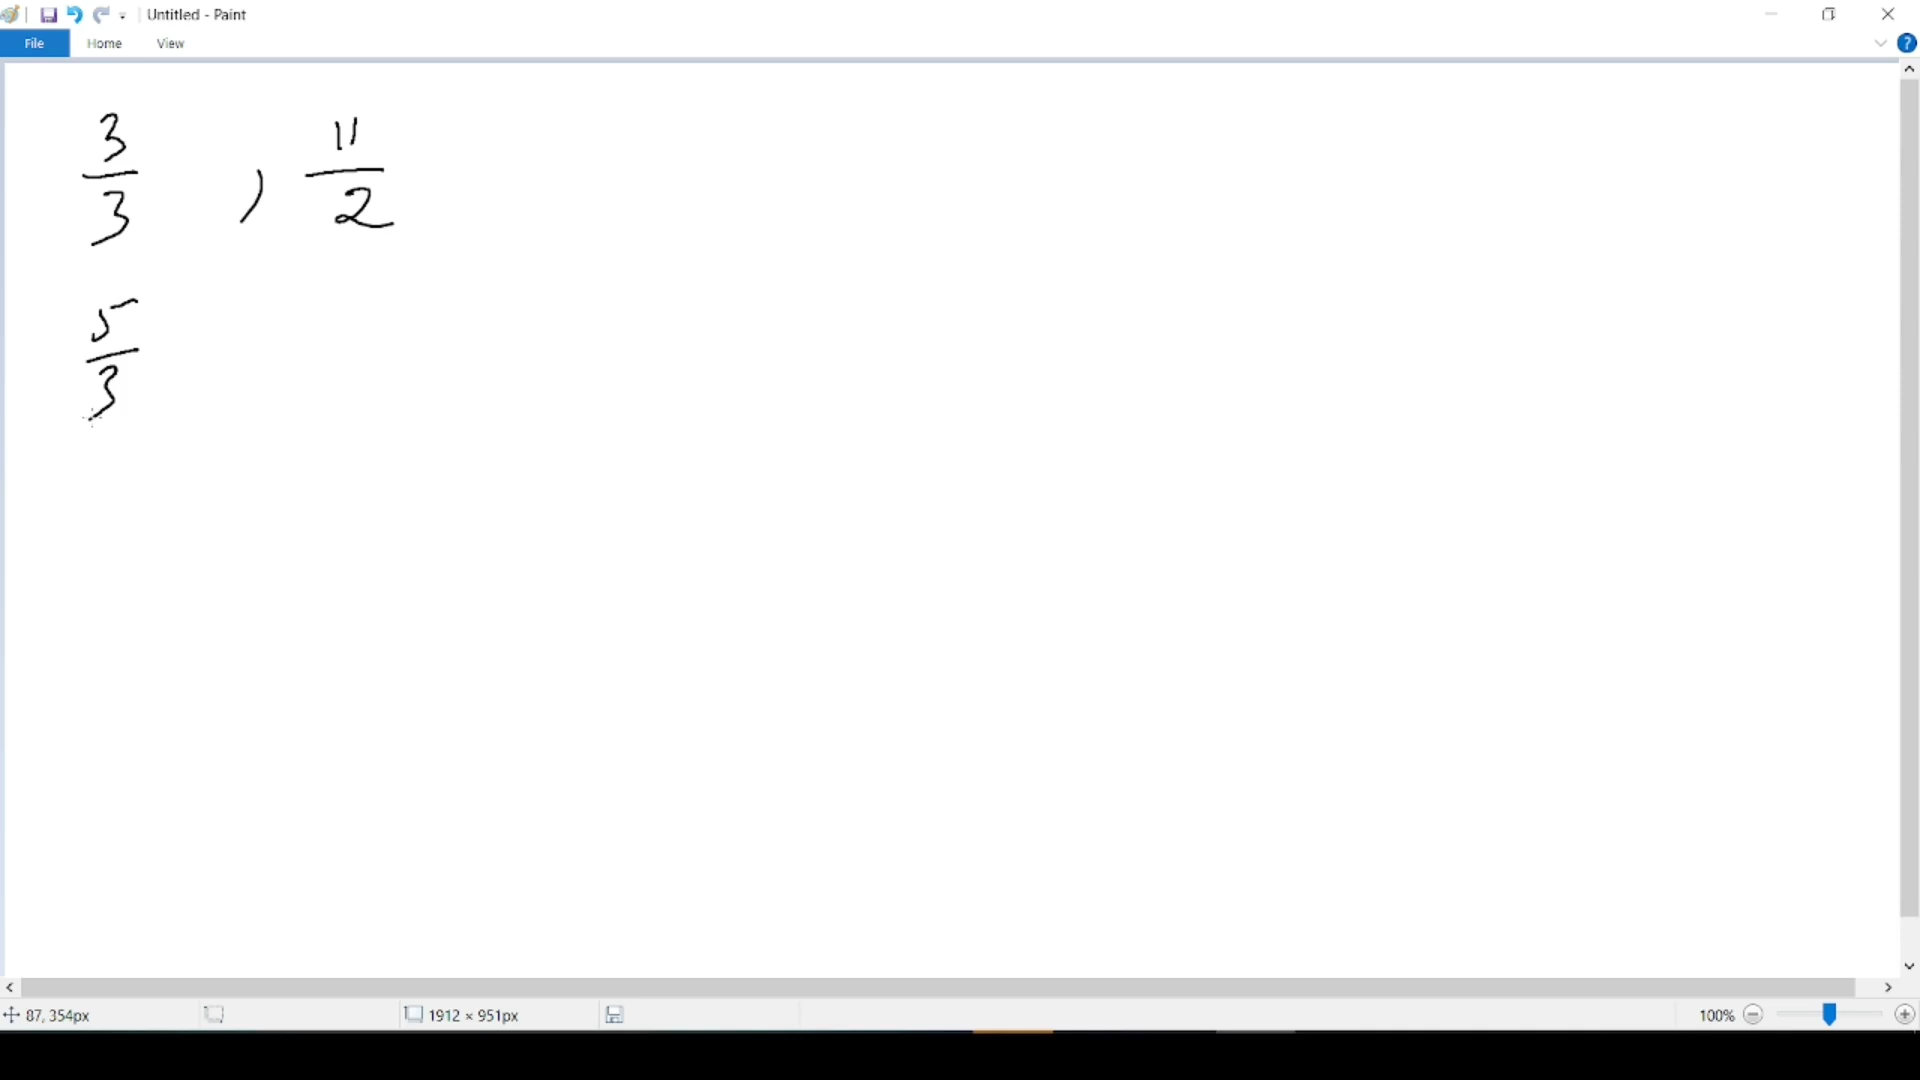 Untitled - Paint
File Home View
3/3 , 11/2
5/3
87, 354px 1912 × 951px 100%